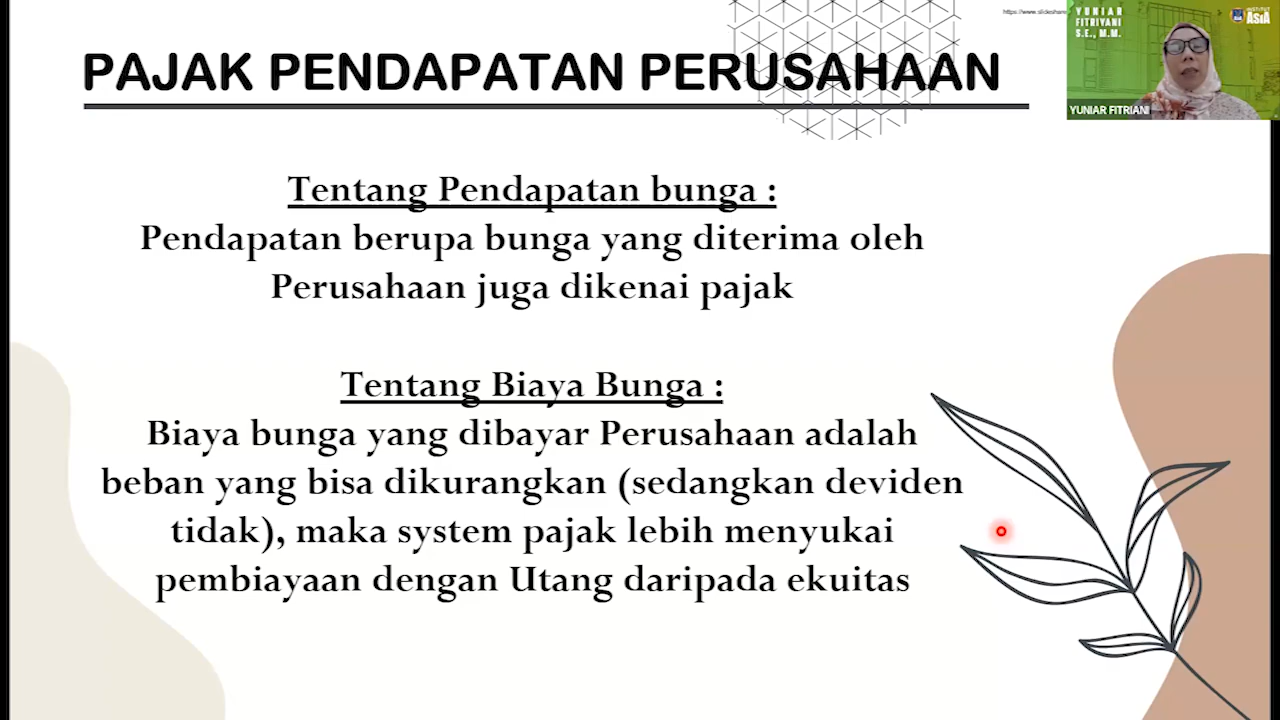 PAJAK PENDAPATAN PERUSAHAAN
Tentang Pendapatan bunga :
Pendapatan berupa bunga yang diterima oleh
Perusahaan juga dikenai pajak
Tentang Biaya Bunga :
Biaya bunga yang dibayar Perusahaan adalah
beban yang bisa dikurangkan (sedangkan deviden
tidak), maka system pajak lebih menyukai
pembiayaan dengan Utang daripada ekuitas
YUNIAR
FITRIYANI
S.E., M.M.
INSTITUT
ASIA
YUNIAR FITRIANI